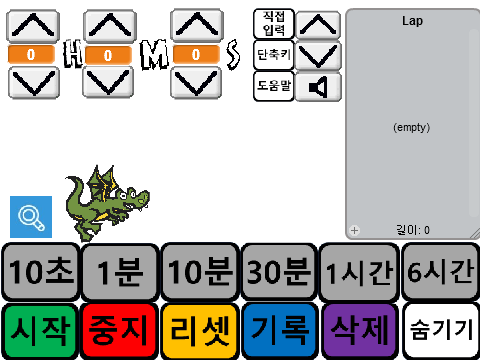 0 H 0 M 0 S
직접
입력
단축키
도움말
Lap
(empty)
+ 길이: 0
10초 1분 10분 30분 1시간 6시간
시작 중지 리셋 기록 삭제 숨기기